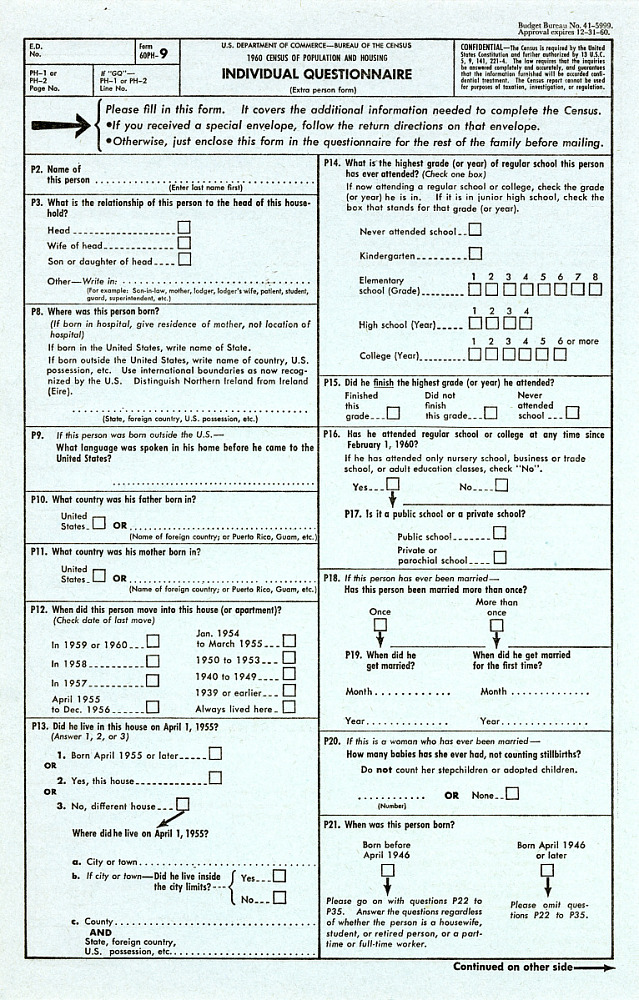 Budget Bureau No. 41-5999.
Approval expires 12-31-60.
E.D.
No.
Form
60PH- 9
PH-1 or
PH-2
Page No.
If "GQ"—
PH-1 or PH-2
Line No.
U.S. DEPARTMENT OF COMMERCE—BUREAU OF THE CENSUS
1960 CENSUS OF POPULATION AND HOUSING
INDIVIDUAL QUESTIONNAIRE
(Extra person form)
CONFIDENTIAL—The Census is required by the United
States Constitution and further authorized by 13 U.S.C.
5, 9, 141, 221-4. The law requires that the inquiries
be answered completely and accurately, and guarantees
that the information furnished will be accorded confi-
dential treatment. The Census report cannot be used
for purposes of taxation, investigation, or regulation.
Please fill in this form. It covers the additional information needed to complete the Census.
•If you received a special envelope, follow the return directions on that envelope.
•Otherwise, just enclose this form in the questionnaire for the rest of the family before mailing.
P2. Name of
this person
(Enter last name first)
P3. What is the relationship of this person to the head of this house-
hold?
Head
Wife of head
Son or daughter of head
Other—Write in:
(For example: Son-in-law, mother, lodger, lodger's wife, patient, student,
guard, superintendent, etc.)
P8. Where was this person born?
(If born in hospital, give residence of mother, not location of
hospital)
If born in the United States, write name of State.
If born outside the United States, write name of country, U.S.
possession, etc. Use international boundaries as now recog-
nized by the U.S. Distinguish Northern Ireland from Ireland
(Eire).
(State, foreign country, U.S. possession, etc.)
P9. If this person was born outside the U.S.—
What language was spoken in his home before he came to the
United States?
P10. What country was his father born in?
United
States OR
(Name of foreign country; or Puerto Rico, Guam, etc.)
P11. What country was his mother born in?
United
States OR
(Name of foreign country; or Puerto Rico, Guam, etc.)
P12. When did this person move into this house (or apartment)?
(Check date of last move)
In 1959 or 1960
In 1958
In 1957
April 1955
to Dec. 1956
Jan. 1954
to March 1955
1950 to 1953
1940 to 1949
1939 or earlier
Always lived here
P13. Did he live in this house on April 1, 1955?
(Answer 1, 2, or 3)
1. Born April 1955 or later
OR
2. Yes, this house
OR
3. No, different house
Where did he live on April 1, 1955?
a. City or town
b. If city or town—Did he live inside
the city limits?
Yes
No
c. County
AND
State, foreign country,
U.S. possession, etc.
P14. What is the highest grade (or year) of regular school this person
has ever attended? (Check one box)
If now attending a regular school or college, check the grade
(or year) he is in. If it is in junior high school, check the
box that stands for that grade (or year).
Never attended school
Kindergarten
1 2 3 4 5 6 7 8
Elementary
school (Grade)
1 2 3 4
High school (Year)
1 2 3 4 5 6 or more
College (Year)
P15. Did he finish the highest grade (or year) he attended?
Finished
this
grade
Did not
finish
this grade
Never
attended
school
P16. Has he attended regular school or college at any time since
February 1, 1960?
If he has attended only nursery school, business or trade
school, or adult education classes, check "No".
Yes
No
P17. Is it a public school or a private school?
Public school
Private or
parochial school
P18. If this person has ever been married—
Has this person been married more than once?
Once
More than
once
P19. When did he
get married?
When did he get married
for the first time?
Month
Month
Year
Year
P20. If this is a woman who has ever been married—
How many babies has she ever had, not counting stillbirths?
Do not count her stepchildren or adopted children.
OR None
(Number)
P21. When was this person born?
Born before
April 1946
Born April 1946
or later
Please go on with questions P22 to
P35. Answer the questions regardless
of whether the person is a housewife,
student, or retired person, or a part-
time or full-time worker.
Please omit ques-
tions P22 to P35.
Continued on other side